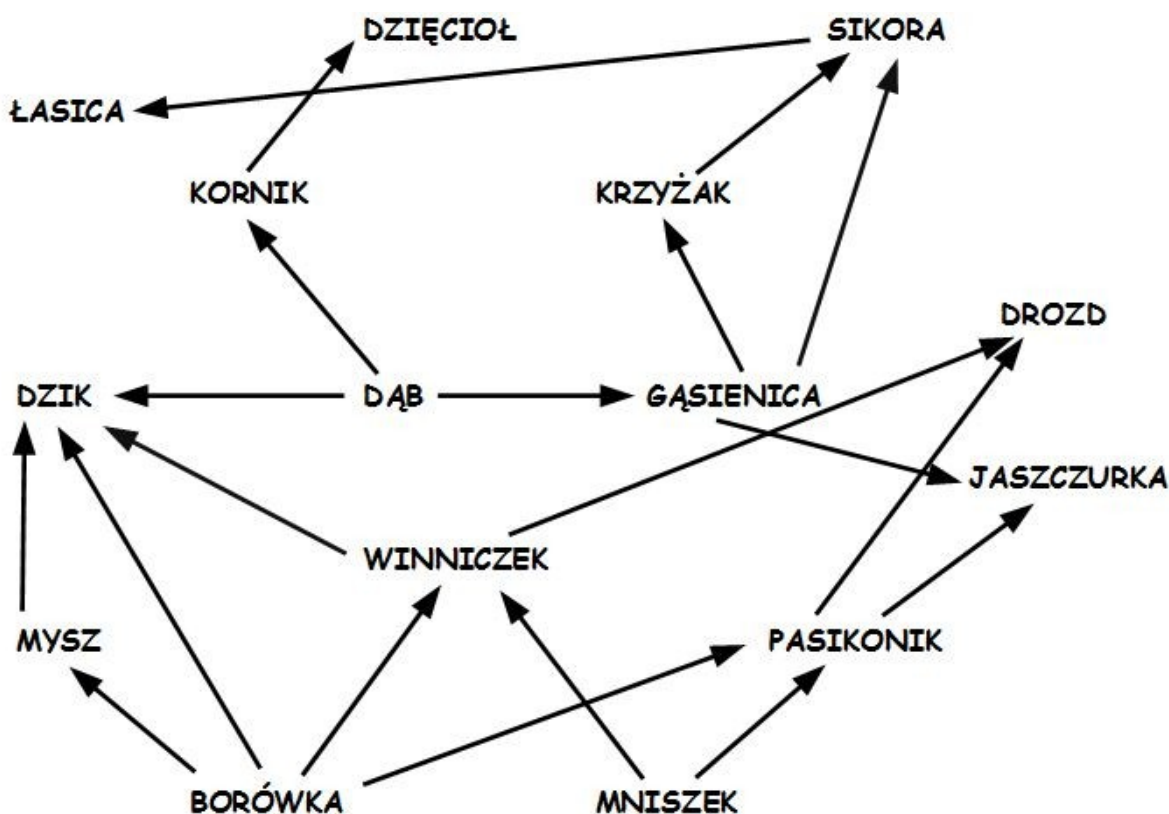 DZIĘCIOŁ
SIKORA
ŁASICA
KORNIK
KRZYŻAK
DROZD
DZIK
DĄB
GĄSIENICA
JASZCZURKA
WINNICZEK
MYSZ
PASIKONIK
BORÓWKA
MNISZEK